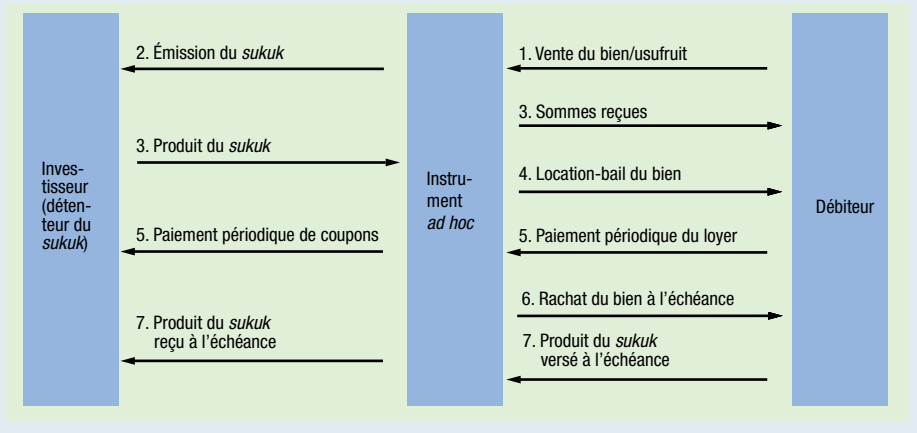 2. Émission du sukuk
1. Vente du bien/usufruit
3. Sommes reçues
3. Produit du sukuk
Inves-
tisseur
(déten-
teur du
sukuk)
Instru-
ment
ad hoc
4. Location-bail du bien
Débiteur
5. Paiement périodique de coupons
5. Paiement périodique du loyer
6. Rachat du bien à l'échéance
7. Produit du sukuk
reçu à l'échéance
7. Produit du sukuk
versé à l'échéance